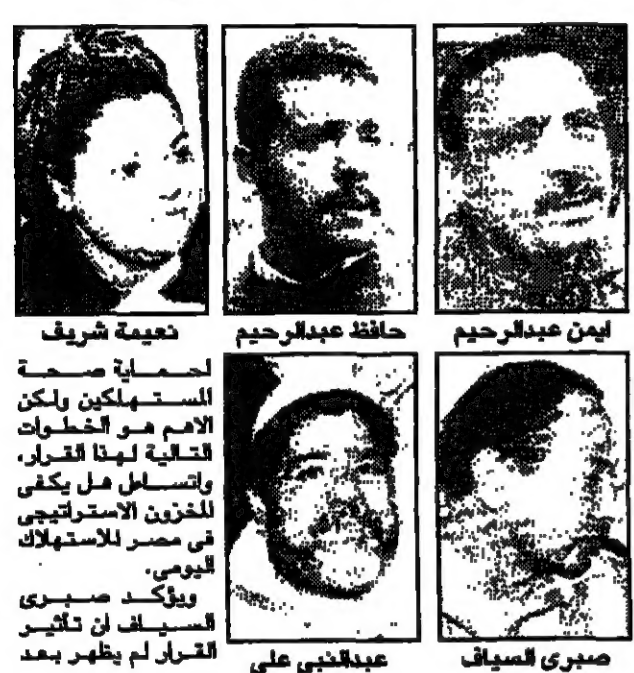 ايمن عبدالرحيم
حافظ عبدالرحيم
نعيمة شريف
صبرى السياف
عبدالنبى على
لحماية صحة
المستهلكين ولكن
الاهم هو الخطوات
التالية لهذا القرار،
واتساءل هل يكفى
المخزون الاستراتيجى
فى مصر للاستهلاك
اليومى.
ويؤكد صبرى
السياف ان تأثير
القرار لم يظهر بعد